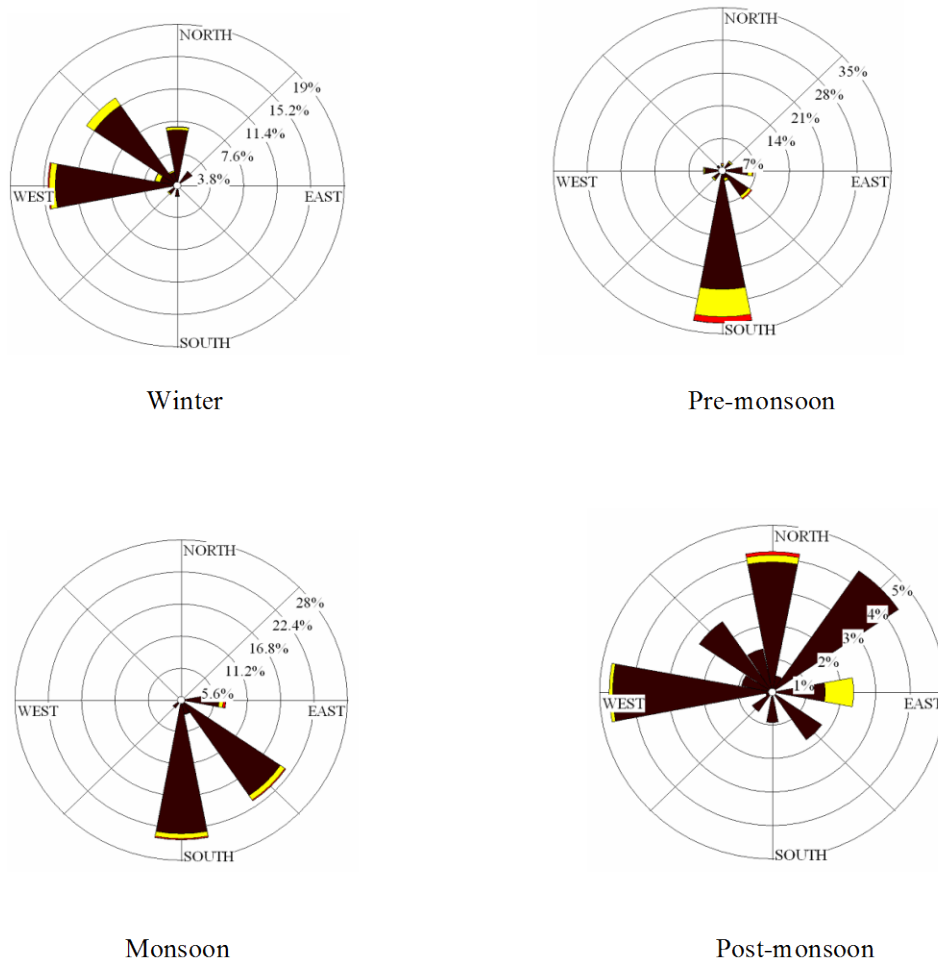 NORTH
19%
15.2%
11.4%
7.6%
3.8%
WEST
EAST
SOUTH
Winter
NORTH
35%
28%
21%
14%
7%
WEST
EAST
SOUTH
Pre-monsoon
NORTH
28%
22.4%
16.8%
11.2%
5.6%
WEST
EAST
SOUTH
Monsoon
NORTH
5%
4%
3%
2%
1%
WEST
EAST
SOUTH
Post-monsoon